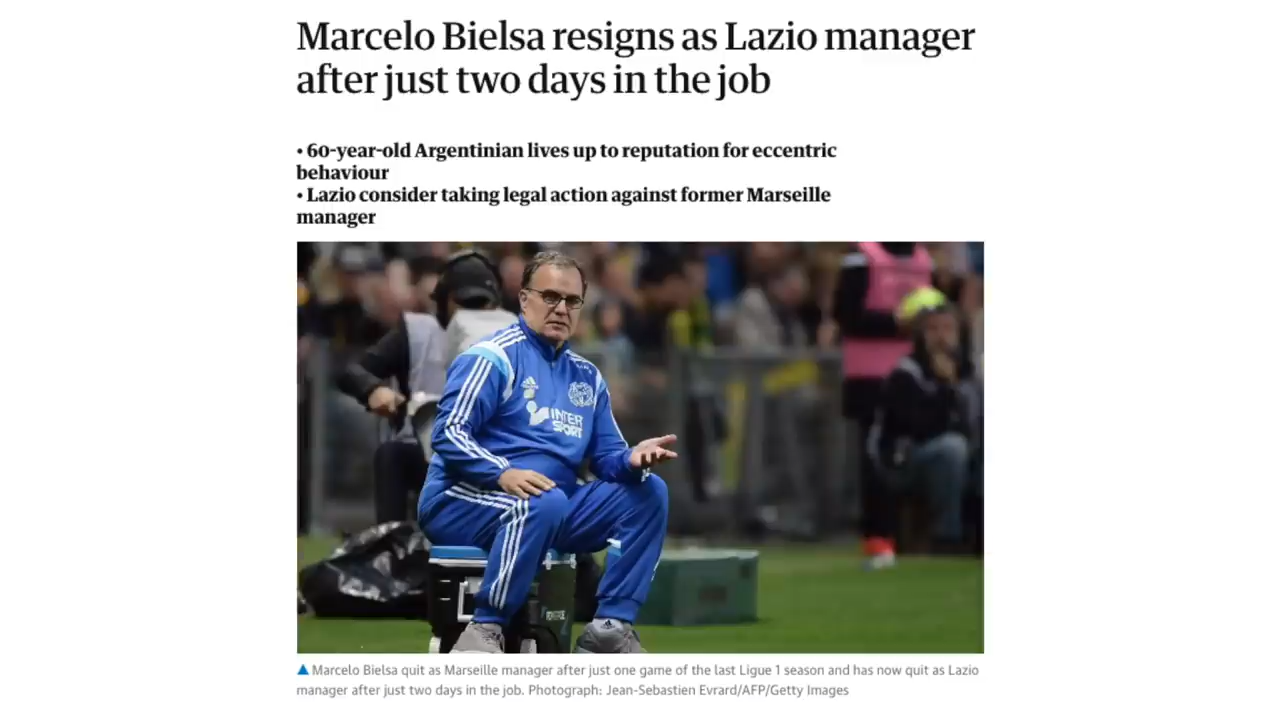 Marcelo Bielsa resigns as Lazio manager
after just two days in the job
• 60-year-old Argentinian lives up to reputation for eccentric
behaviour
• Lazio consider taking legal action against former Marseille
manager
INTER
SPORT
Marcelo Bielsa quit as Marseille manager after just one game of the last Ligue 1 season and has now quit as Lazio
manager after just two days in the job. Photograph: Jean-Sebastien Evrard/AFP/Getty Images